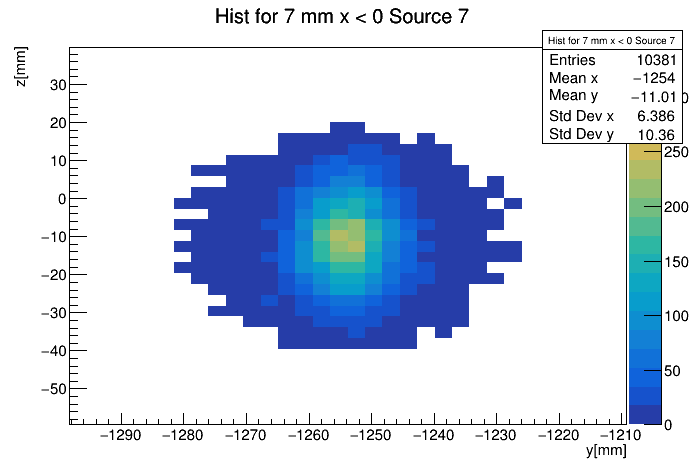 Hist for 7 mm x < 0 Source 7
z[mm]
Hist for 7 mm x < 0 Source 7
Entries 10381
Mean x −1254
Mean y −11.01
Std Dev x 6.386
Std Dev y 10.36
30
20
10
0
−10
−20
−30
−40
−50
0
250
200
150
100
50
0
−1290 −1280 −1270 −1260 −1250 −1240 −1230 −1220 −1210
y[mm]